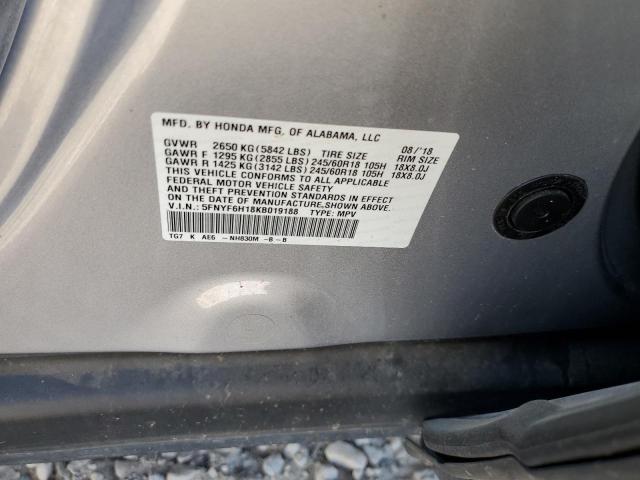 MFD. BY HONDA MFG. OF ALABAMA, LLC 08/'18
GVWR 2650 KG(5842 LBS) TIRE SIZE RIM SIZE
GAWR F 1295 KG(2855 LBS) 245/60R18 105H 18X8.0J
GAWR R 1425 KG(3142 LBS) 245/60R18 105H 18X8.0J
THIS VEHICLE CONFORMS TO ALL APPLICABLE
FEDERAL MOTOR VEHICLE SAFETY
AND THEFT PREVENTION STANDARDS IN EFFECT
ON THE DATE OF MANUFACTURE SHOWN ABOVE.
V.I.N.: 5FNYF6H18KB019188 TYPE: MPV
TG7 K AE6 -NH830M -B -B